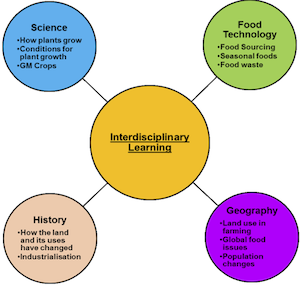 Science
•How plants grow
•Conditions for
plant growth
•GM Crops
Food
Technology
•Food Sourcing
•Seasonal foods
•Food waste
Interdisciplinary
Learning
History
•How the land
and its uses
have changed
•Industrialisation
Geography
•Land use in
farming
•Global food
issues
•Population
changes